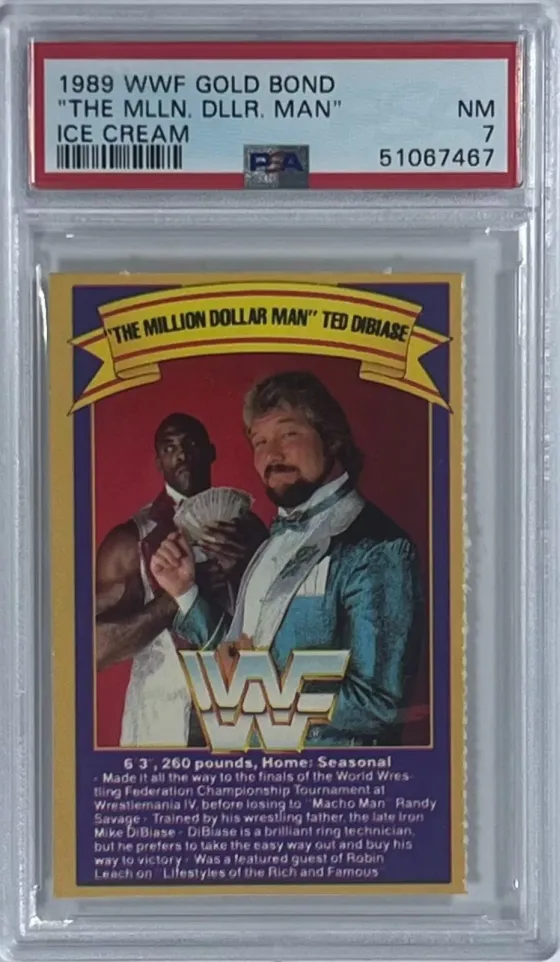 1989 WWF GOLD BOND
"THE MLLN. DLLR. MAN" NM
ICE CREAM 7
PSA 51067467
"THE MILLION DOLLAR MAN" TED DIBIASE
WWF
6 3", 260 pounds, Home: Seasonal
- Made it all the way to the finals of the World Wres-
tling Federation Championship Tournament at
Wrestlemania IV, before losing to "Macho Man" Randy
Savage - Trained by his wrestling father, the late Iron
Mike DiBiase - DiBiase is a brilliant ring technician,
but he prefers to take the easy way out and buy his
way to victory - Was a featured guest of Robin
Leach on "Lifestyles of the Rich and Famous"